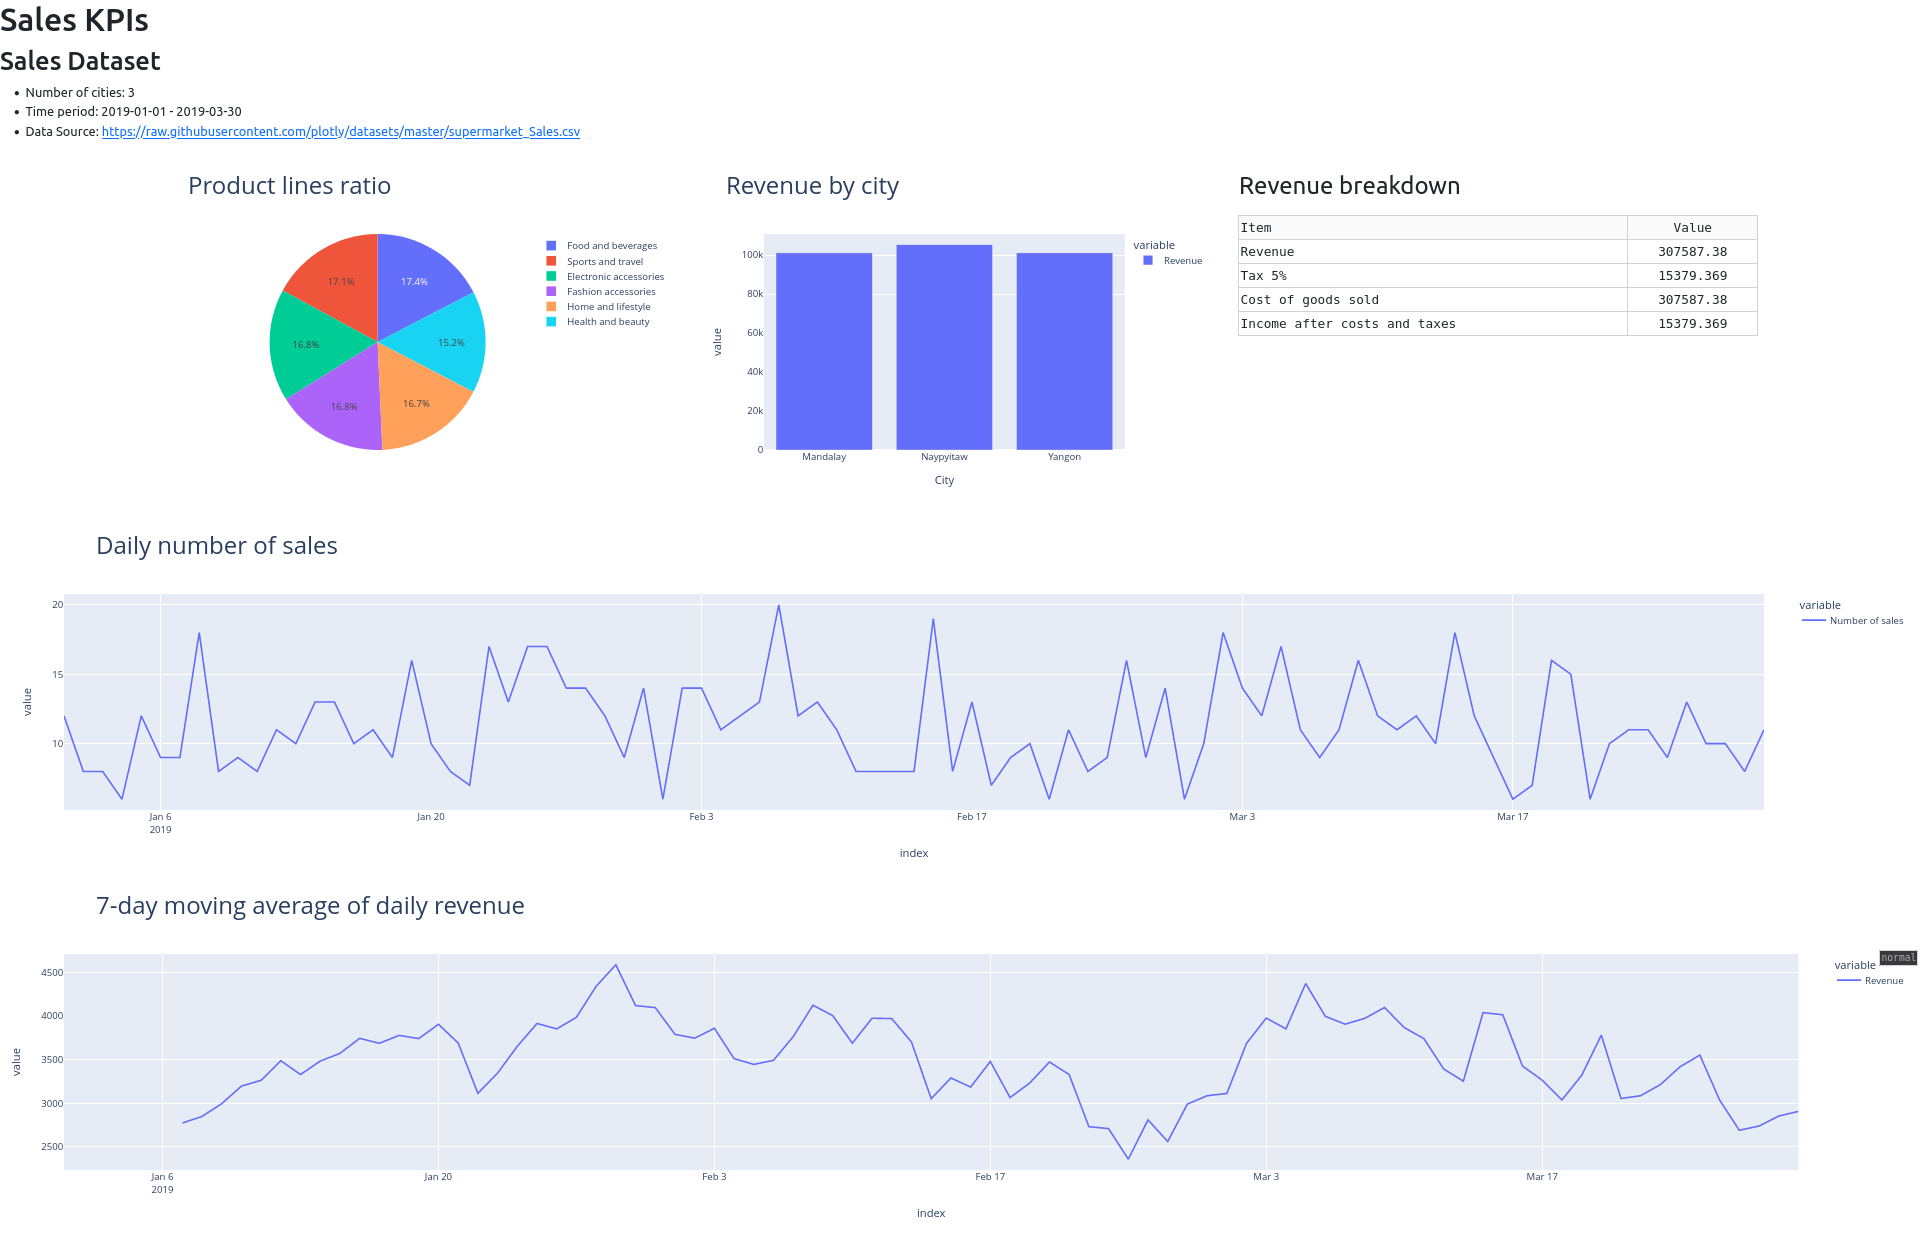 Sales KPIs
Sales Dataset
• Number of cities: 3
• Time period: 2019-01-01 - 2019-03-30
• Data Source: https://raw.githubusercontent.com/plotly/datasets/master/supermarket_Sales.csv
Product lines ratio
17.1%
17.4%
16.8%
15.2%
16.8%
16.7%
Food and beverages
Sports and travel
Electronic accessories
Fashion accessories
Home and lifestyle
Health and beauty
Revenue by city
100k
80k
60k
40k
20k
0
value
Mandalay Naypyitaw Yangon
City
variable
Revenue
Revenue breakdown
Item Value
Revenue 307587.38
Tax 5% 15379.369
Cost of goods sold 307587.38
Income after costs and taxes 15379.369
Daily number of sales
20
15
10
value
Jan 6 Jan 20 Feb 3 Feb 17 Mar 3 Mar 17
2019
index
variable
Number of sales
7-day moving average of daily revenue
4500
4000
3500
3000
2500
value
Jan 6 Jan 20 Feb 3 Feb 17 Mar 3 Mar 17
2019
index
normal
variable
Revenue